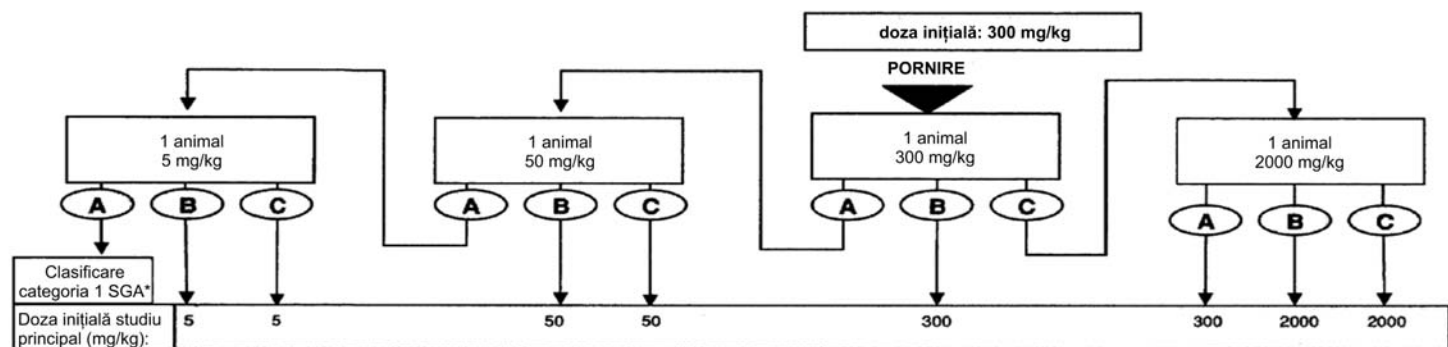 doza inițială: 300 mg/kg
PORNIRE
1 animal
5 mg/kg
1 animal
50 mg/kg
1 animal
300 mg/kg
1 animal
2000 mg/kg
A B C A B C A B C A B C
Clasificare
categoria 1 SGA*
Doza inițială studiu
principal (mg/kg):
5 5 50 50 300 300 2000 2000